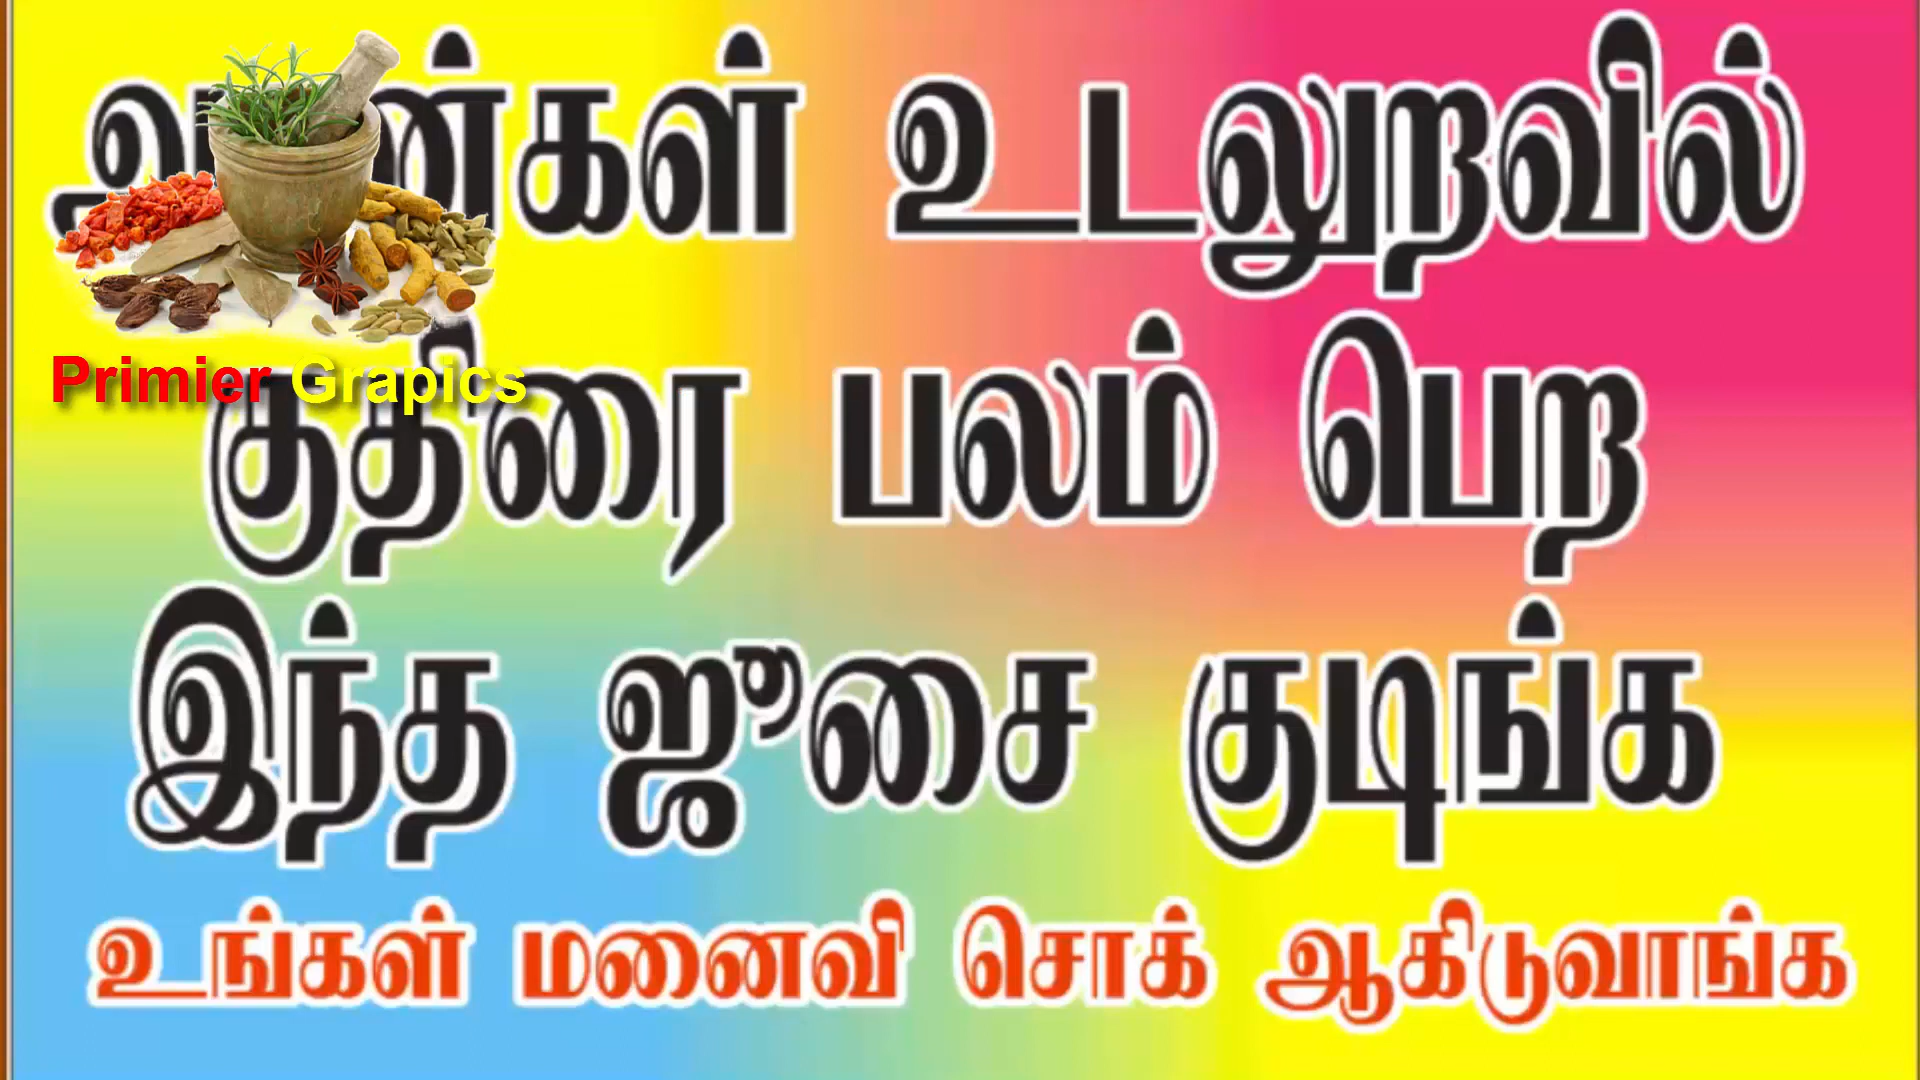 உடலுறவில்
Primier Grapics
குதிரை பலம் பெற
இந்த ஜூசை குடிங்க
உங்கள் மனைவி சொக் ஆகிடுவாங்க